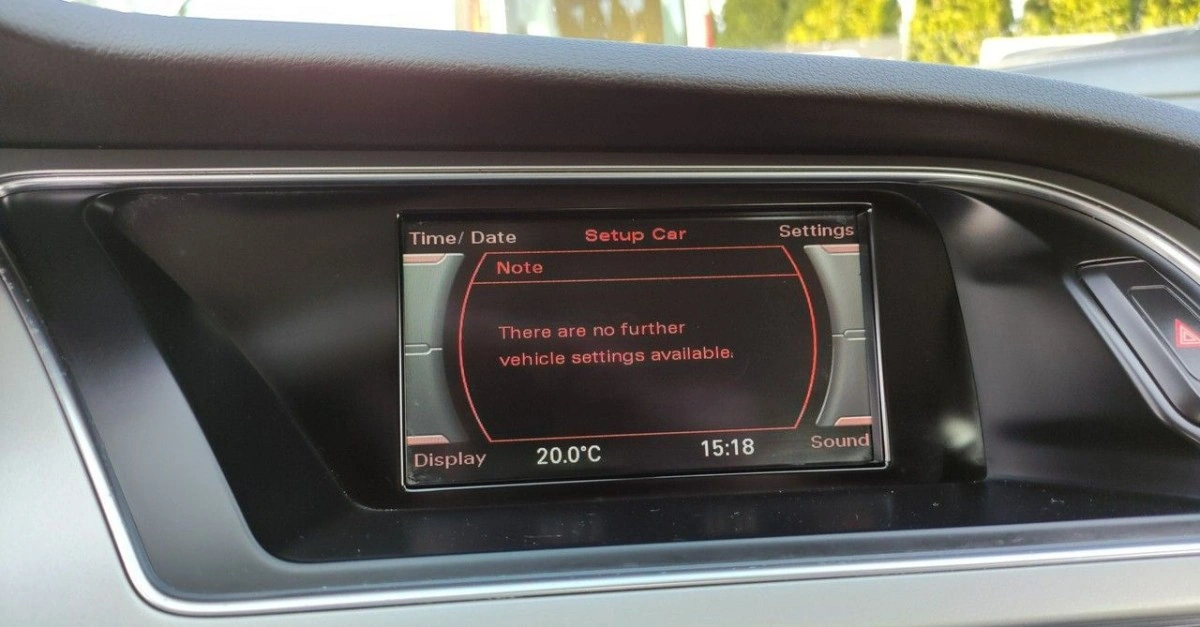 Time/ Date Setup Car Settings
Note
There are no further
vehicle settings available.
Display 20.0°C 15:18 Sound